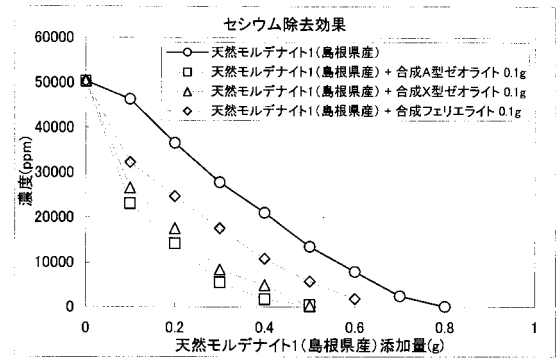 セシウム除去効果
60000
50000
40000
30000
20000
10000
0
濃度(ppm)
天然モルデナイト1(島根県産)
天然モルデナイト1(島根県産) + 合成A型ゼオライト 0.1g
天然モルデナイト1(島根県産) + 合成X型ゼオライト 0.1g
天然モルデナイト1(島根県産) + 合成フェリエライト 0.1g
0 0.2 0.4 0.6 0.8 1
天然モルデナイト1(島根県産)添加量(g)